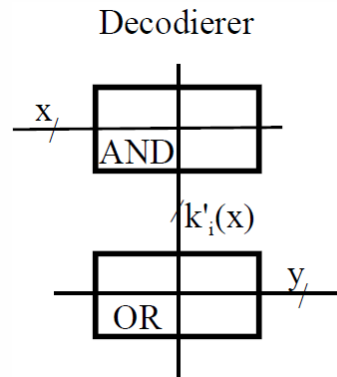 Decodierer
x
AND
k'ᵢ(x)
y
OR